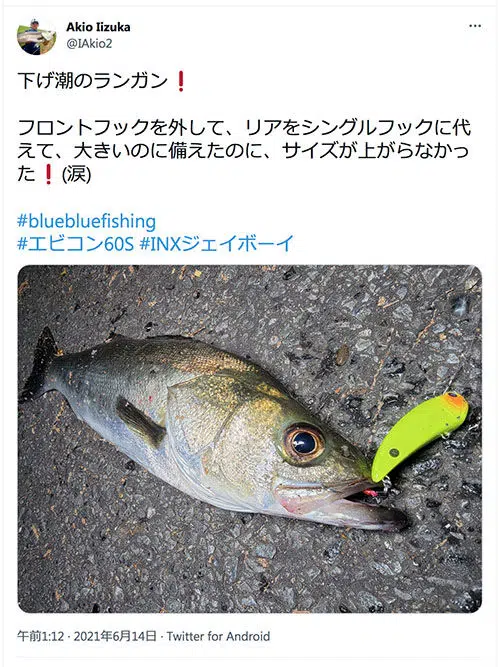 Akio Iizuka
@IAkio2
下げ潮のランガン❗
フロントフックを外して、リアをシングルフックに代
えて、大きいのに備えたのに、サイズが上がらなかっ
た❗(涙)
#bluebluefishing
#エビコン60S #INXジェイボーイ
午前1:12 · 2021年6月14日 · Twitter for Android